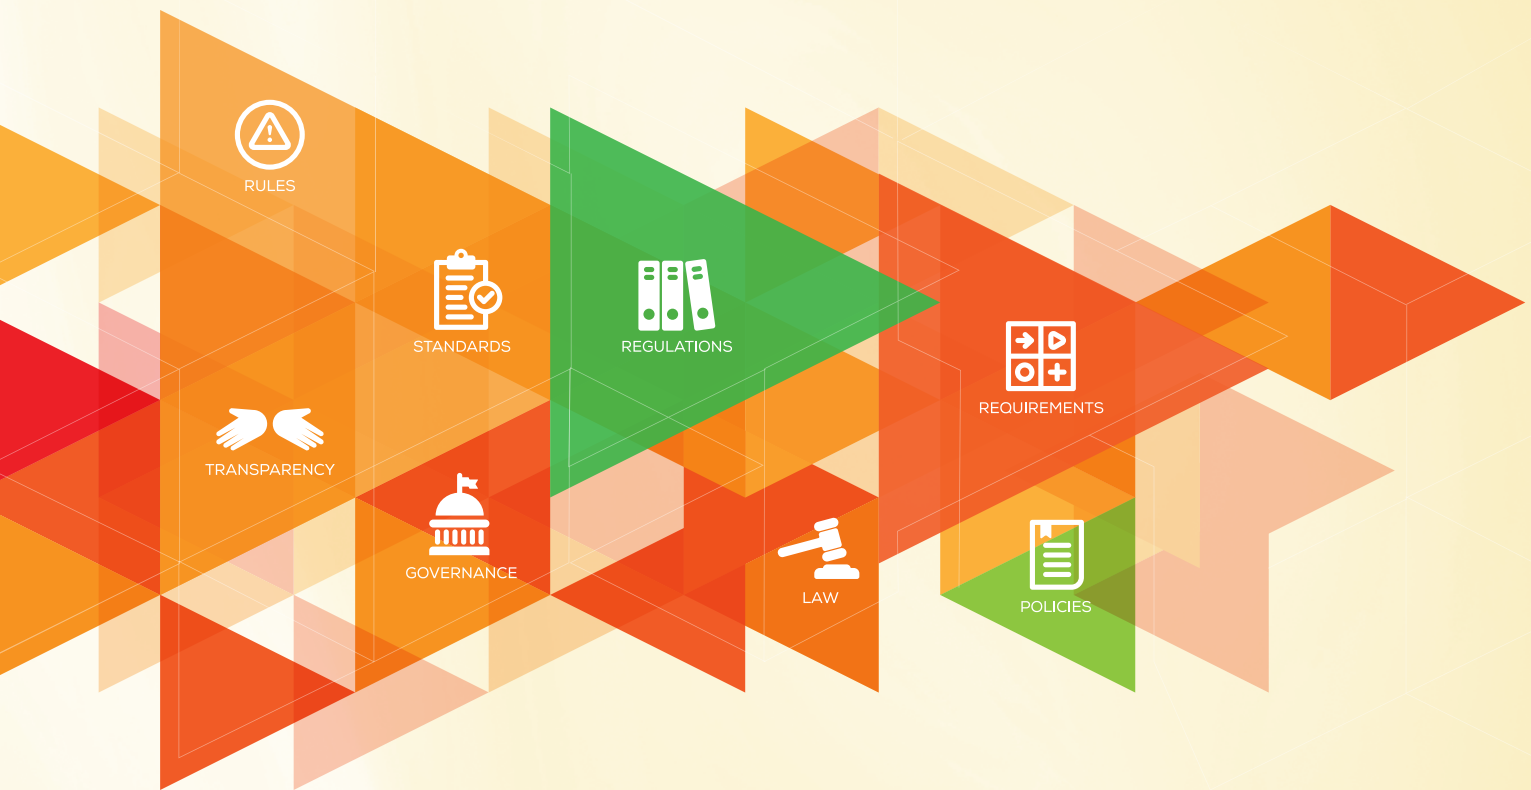 RULES
STANDARDS
REGULATIONS
REQUIREMENTS
TRANSPARENCY
GOVERNANCE
LAW
POLICIES